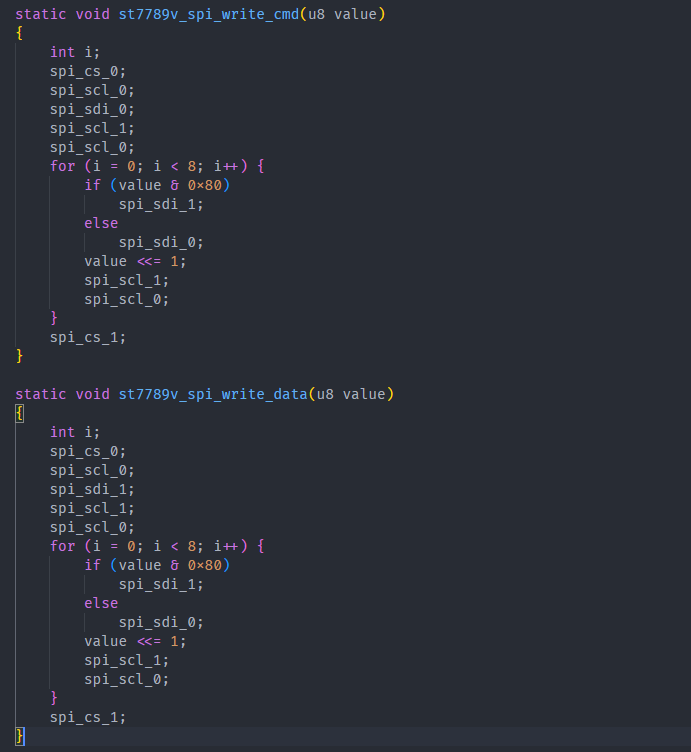 static void st7789v_spi_write_cmd(u8 value)
{
    int i;
    spi_cs_0;
    spi_scl_0;
    spi_sdi_0;
    spi_scl_1;
    spi_scl_0;
    for (i = 0; i < 8; i++) {
        if (value & 0x80)
            spi_sdi_1;
        else
            spi_sdi_0;
        value <<= 1;
        spi_scl_1;
        spi_scl_0;
    }
    spi_cs_1;
}

static void st7789v_spi_write_data(u8 value)
{
    int i;
    spi_cs_0;
    spi_scl_0;
    spi_sdi_1;
    spi_scl_1;
    spi_scl_0;
    for (i = 0; i < 8; i++) {
        if (value & 0x80)
            spi_sdi_1;
        else
            spi_sdi_0;
        value <<= 1;
        spi_scl_1;
        spi_scl_0;
    }
    spi_cs_1;
}